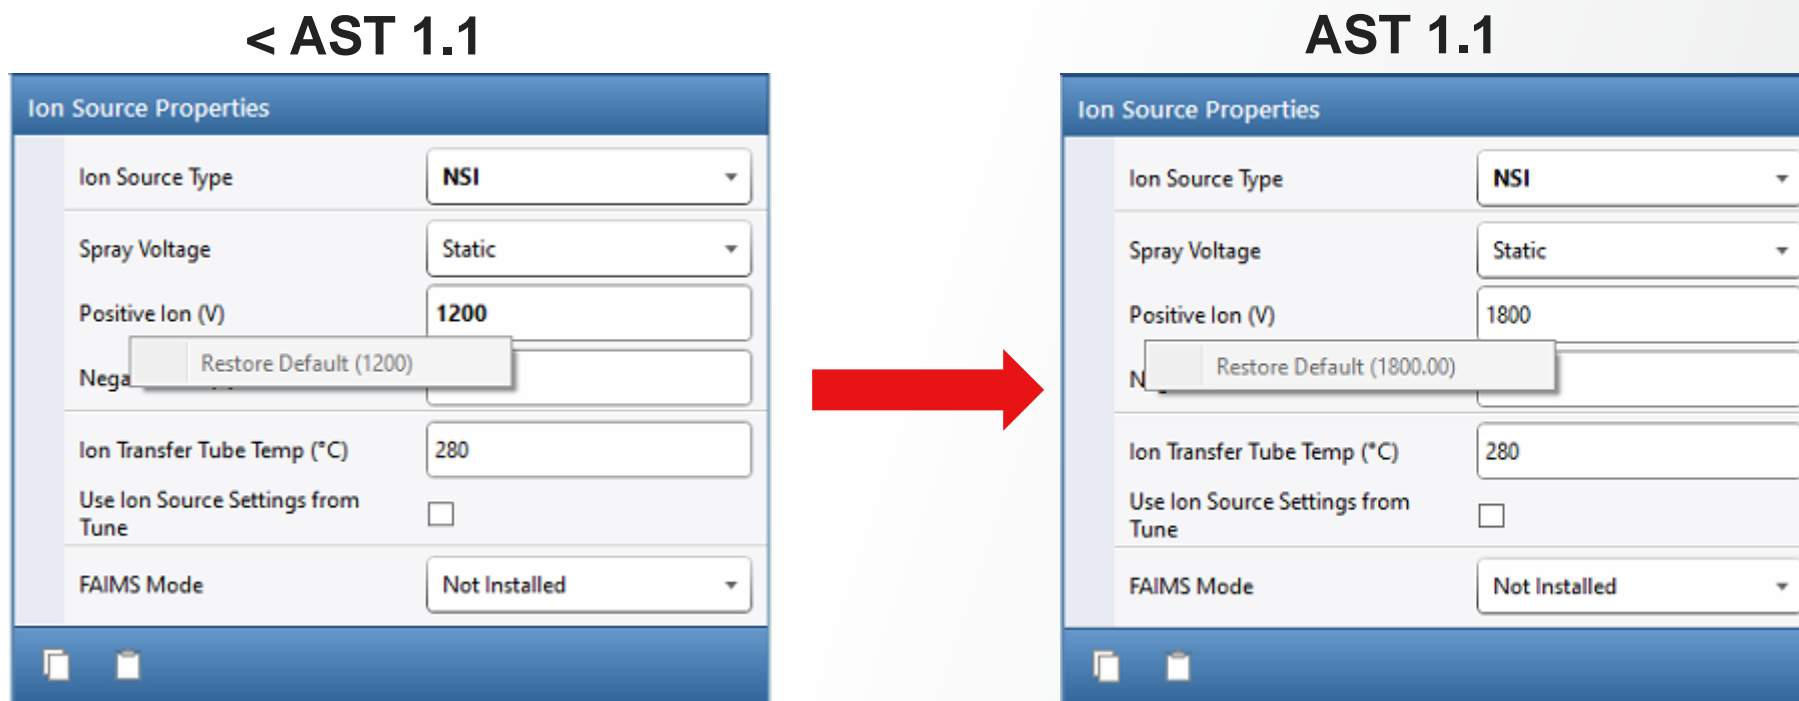 < AST 1.1
Ion Source Properties
Ion Source Type
NSI
Spray Voltage
Static
Positive Ion (V)
1200
Restore Default (1200)
Ion Transfer Tube Temp (°C)
280
Use Ion Source Settings from
Tune
FAIMS Mode
Not Installed
AST 1.1
Ion Source Properties
Ion Source Type
NSI
Spray Voltage
Static
Positive Ion (V)
1800
Restore Default (1800.00)
Ion Transfer Tube Temp (°C)
280
Use Ion Source Settings from
Tune
FAIMS Mode
Not Installed